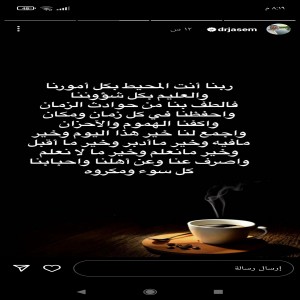 ٨:١٩ م
drjasem ١٢ س
ربنا أنت المحيط بكل أمورنا
والعليم بكل شؤوننا
فالطف بنا من حوادث الزمان
واحفظنا في كل زمان ومكان
واكفنا الهموم والأحزان
واجمع لنا خير هذا اليوم وخير
مافيه وخير ماأدبر وخير ما أقبل
وخير مانعلم وخير ما لا نعلم
واصرف عنا وعن أهلنا واحبابنا
كل سوء ومكروه
إرسال رسالة